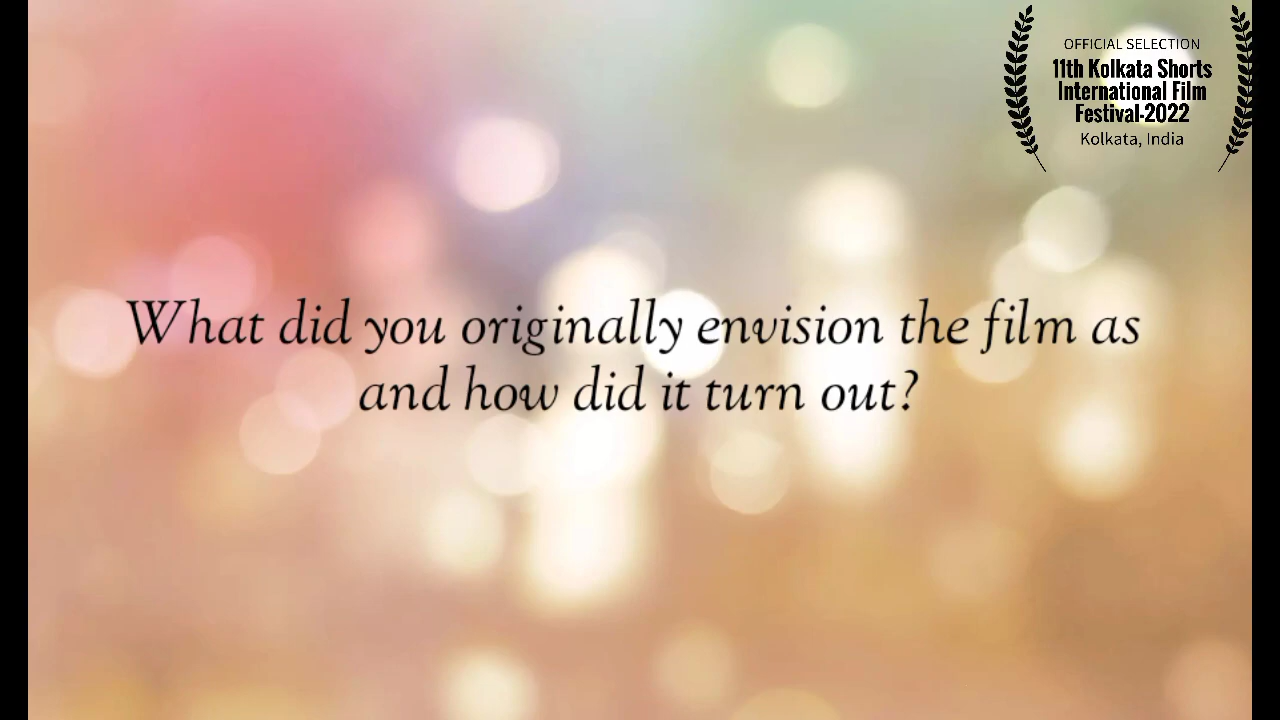 OFFICIAL SELECTION
11th Kolkata Shorts
International Film
Festival-2022
Kolkata, India
What did you originally envision the film as
and how did it turn out?